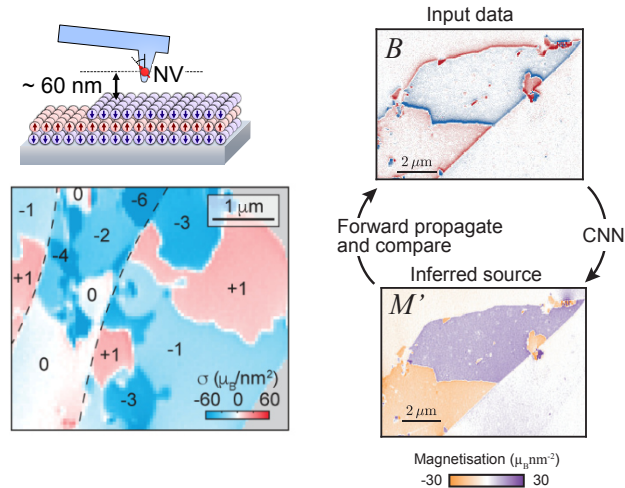 NV
~ 60 nm
0
-6
1 µm
-1
-2
-3
-4
+1
0
+1
+1
-1
0
-3
σ (µB/nm²)
-60 0 60
Input data
B
2 µm
Forward propagate
and compare
CNN
Inferred source
M'
2 µm
Magnetisation (µBnm⁻²)
-30 30